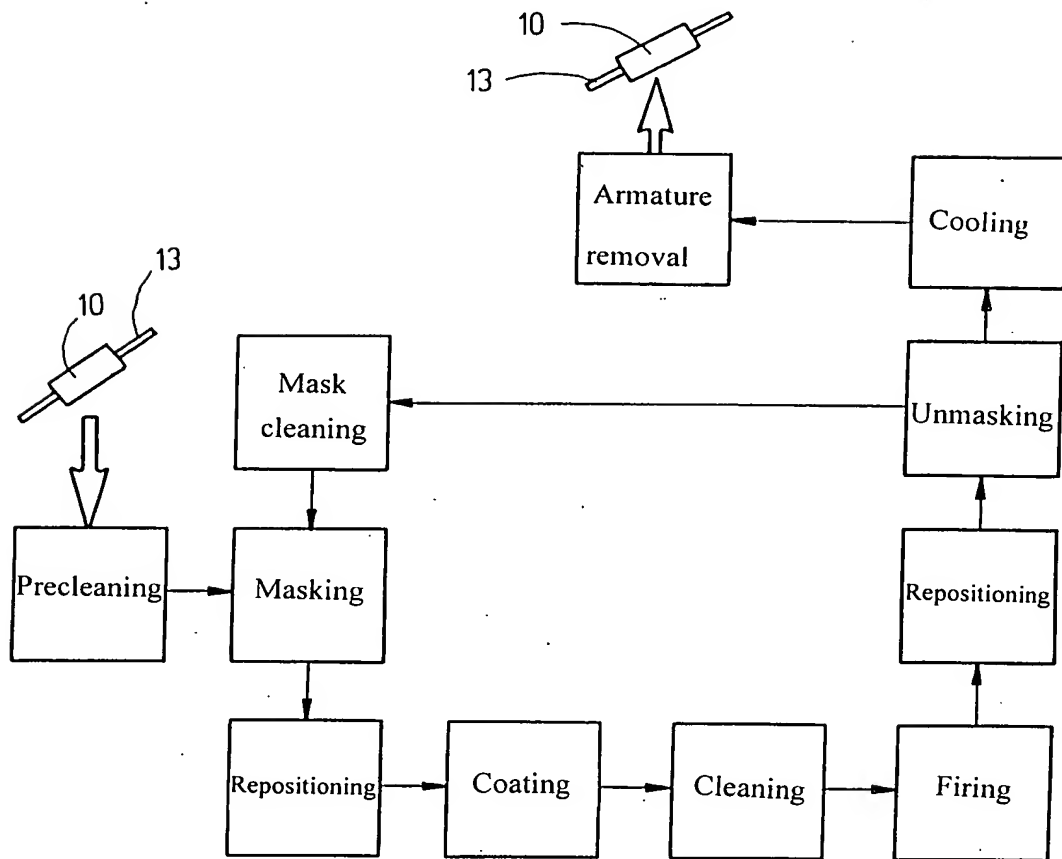 10
13
Armature
removal
Cooling
13
10
Mask
cleaning
Unmasking
Precleaning
Masking
Repositioning
Repositioning
Coating
Cleaning
Firing